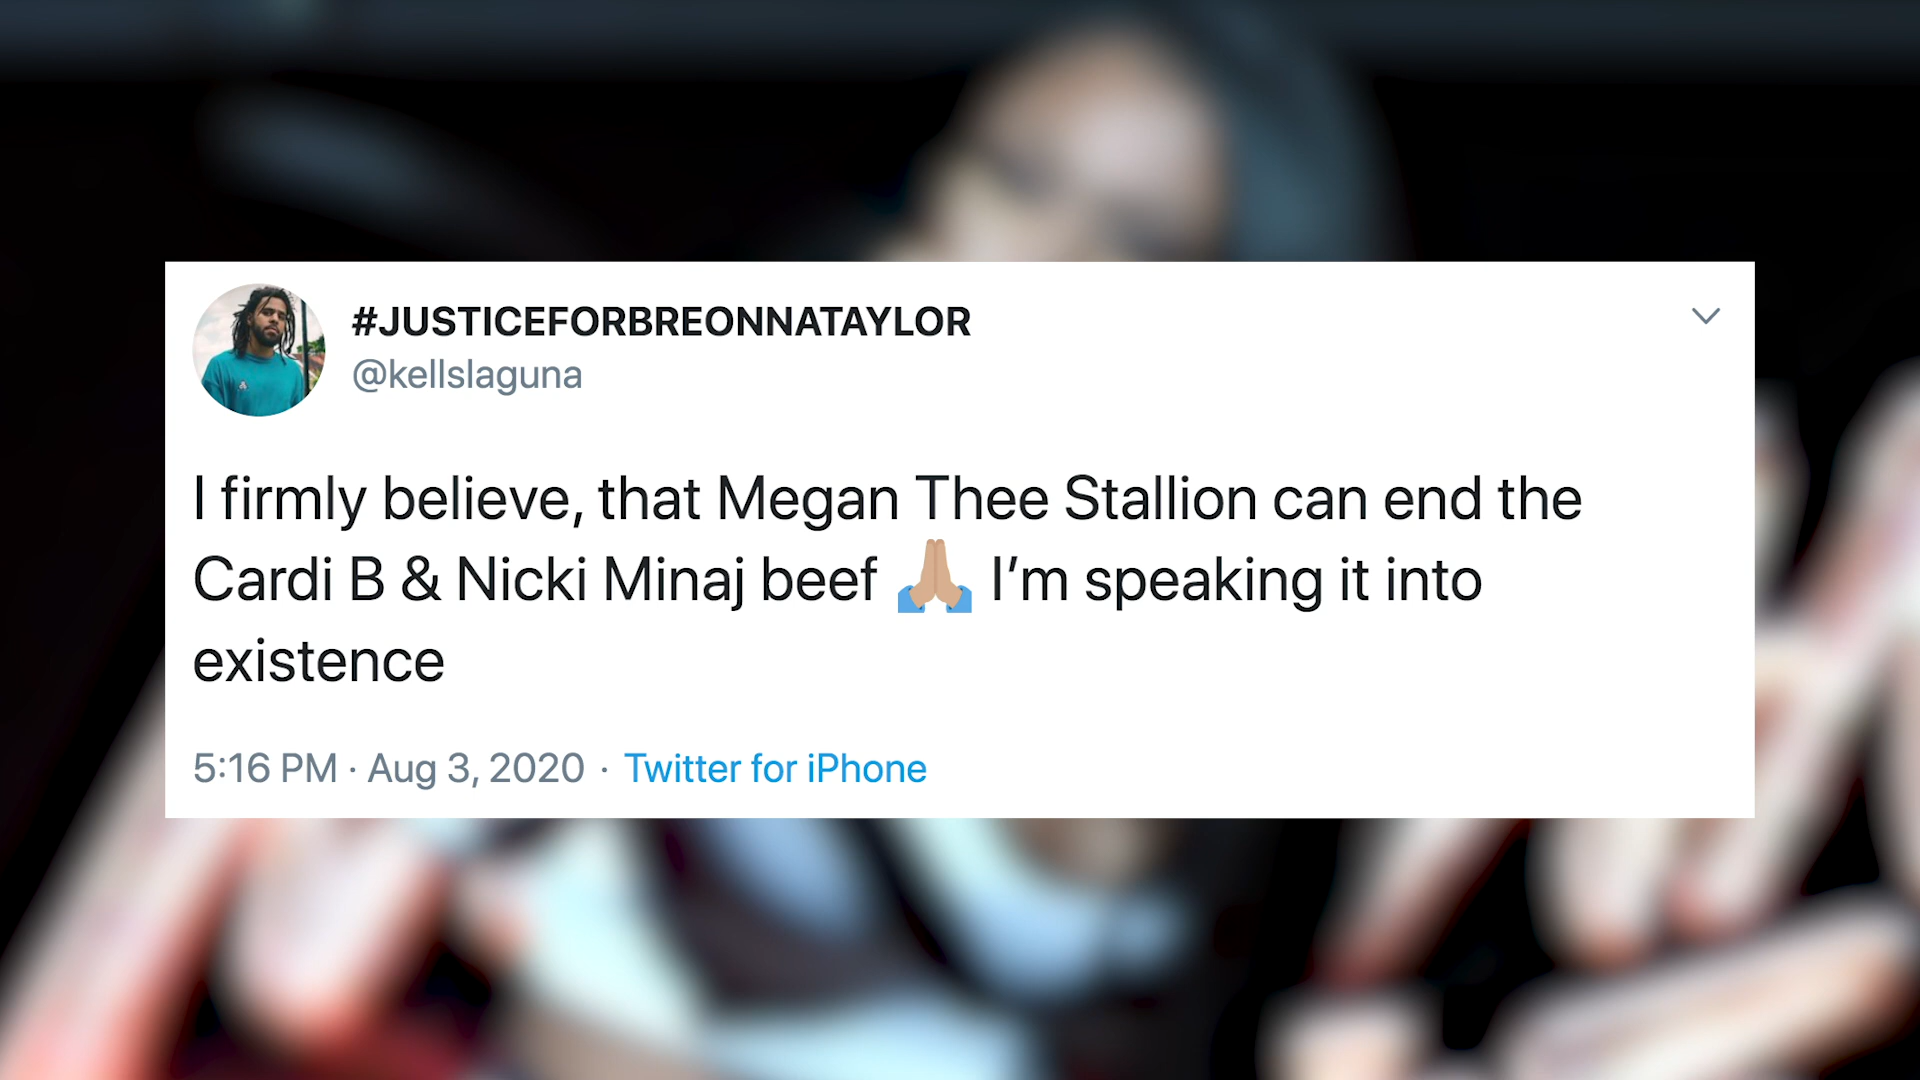 #JUSTICEFORBREONNATAYLOR
@kellslaguna
I firmly believe, that Megan Thee Stallion can end the
Cardi B & Nicki Minaj beef 🙏🏽 I’m speaking it into
existence
5:16 PM · Aug 3, 2020 · Twitter for iPhone